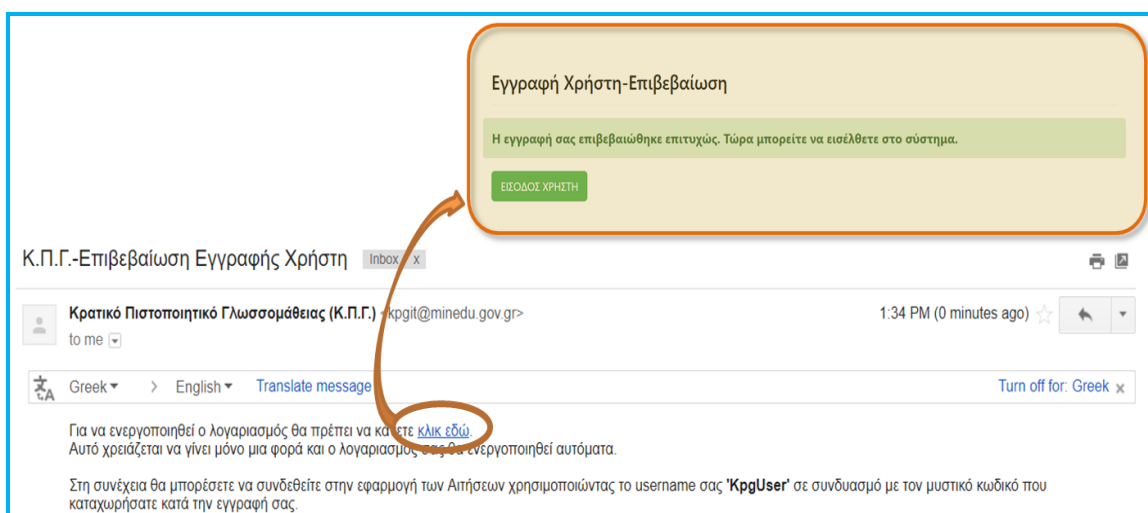 Εγγραφή Χρήστη-Επιβεβαίωση
Η εγγραφή σας επιβεβαιώθηκε επιτυχώς. Τώρα μπορείτε να εισέλθετε στο σύστημα.
ΕΙΣΟΔΟΣ ΧΡΗΣΤΗ
Κ.Π.Γ.-Επιβεβαίωση Εγγραφής Χρήστη Inbox x
Κρατικό Πιστοποιητικό Γλωσσομάθειας (Κ.Π.Γ.) <kpgit@minedu.gov.gr> 1:34 PM (0 minutes ago)
to me
Greek > English Translate message Turn off for: Greek x
Για να ενεργοποιηθεί ο λογαριασμός θα πρέπει να κάνετε κλικ εδώ.
Αυτό χρειάζεται να γίνει μόνο μια φορά και ο λογαριασμός σας θα ενεργοποιηθεί αυτόματα.
Στη συνέχεια θα μπορέσετε να συνδεθείτε στην εφαρμογή των Αιτήσεων χρησιμοποιώντας το username σας 'KpgUser' σε συνδυασμό με τον μυστικό κωδικό που
καταχωρήσατε κατά την εγγραφή σας.